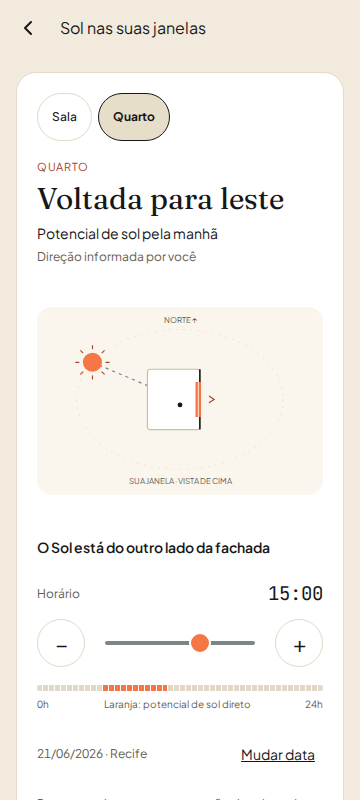 Sol nas suas janelas
Sala
Quarto
QUARTO
Voltada para leste
Potencial de sol pela manhã
Direção informada por você
NORTE ↑
SUA JANELA · VISTA DE CIMA
O Sol está do outro lado da fachada
Horário
15:00
− +
0h
Laranja: potencial de sol direto
24h
21/06/2026 · Recife
Mudar data